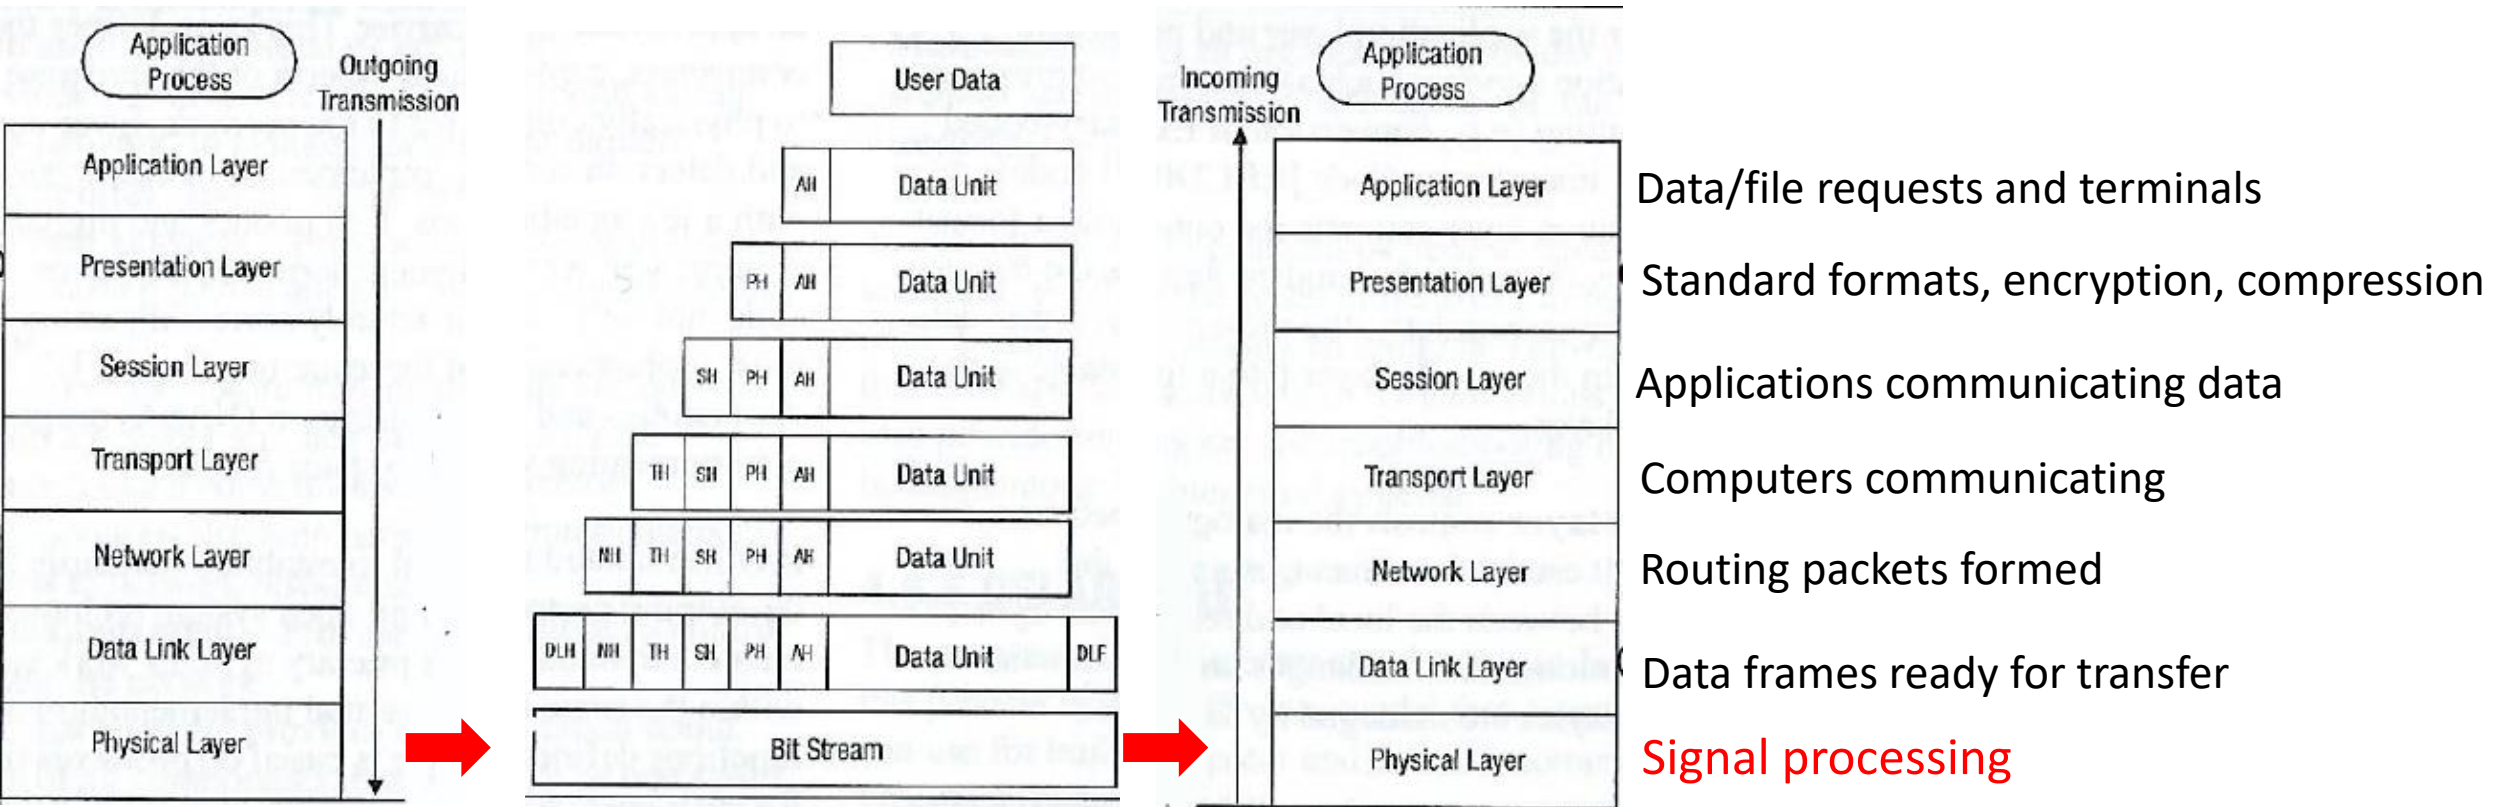 Application
Process
Outgoing
Transmission
Application Layer
Presentation Layer
Session Layer
Transport Layer
Network Layer
Data Link Layer
Physical Layer
User Data
AH Data Unit
PH AH Data Unit
SH PH AH Data Unit
TH SH PH AH Data Unit
NH TH SH PH AH Data Unit
DLH NH TH SH PH AH Data Unit DLF
Bit Stream
Incoming
Transmission
Application
Process
Application Layer
Presentation Layer
Session Layer
Transport Layer
Network Layer
Data Link Layer
Physical Layer
Data/file requests and terminals
Standard formats, encryption, compression
Applications communicating data
Computers communicating
Routing packets formed
Data frames ready for transfer
Signal processing